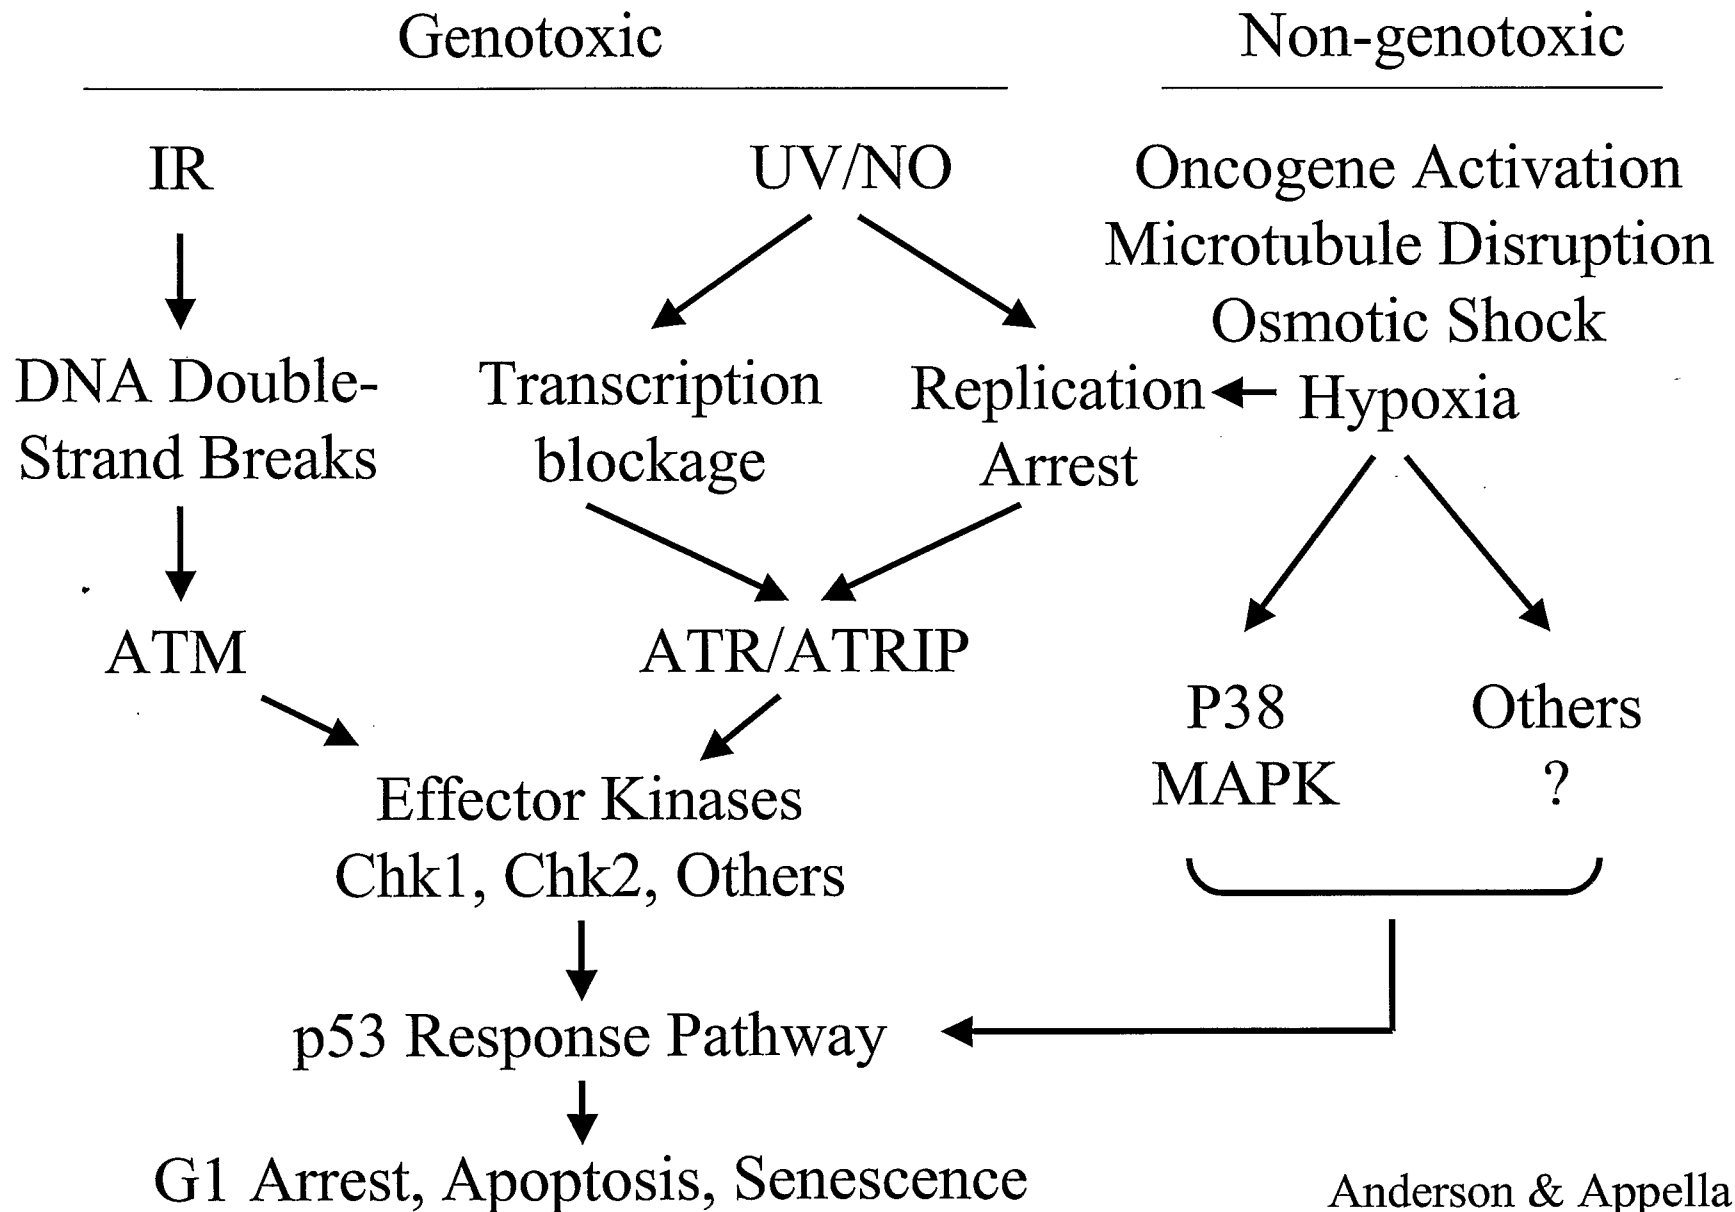 Genotoxic
Non-genotoxic
IR
UV/NO
Oncogene Activation
Microtubule Disruption
Osmotic Shock
Hypoxia
DNA Double-
Strand Breaks
Transcription
blockage
Replication
Arrest
ATM
ATR/ATRIP
P38
MAPK
Others
?
Effector Kinases
Chk1, Chk2, Others
p53 Response Pathway
G1 Arrest, Apoptosis, Senescence
Anderson & Appella